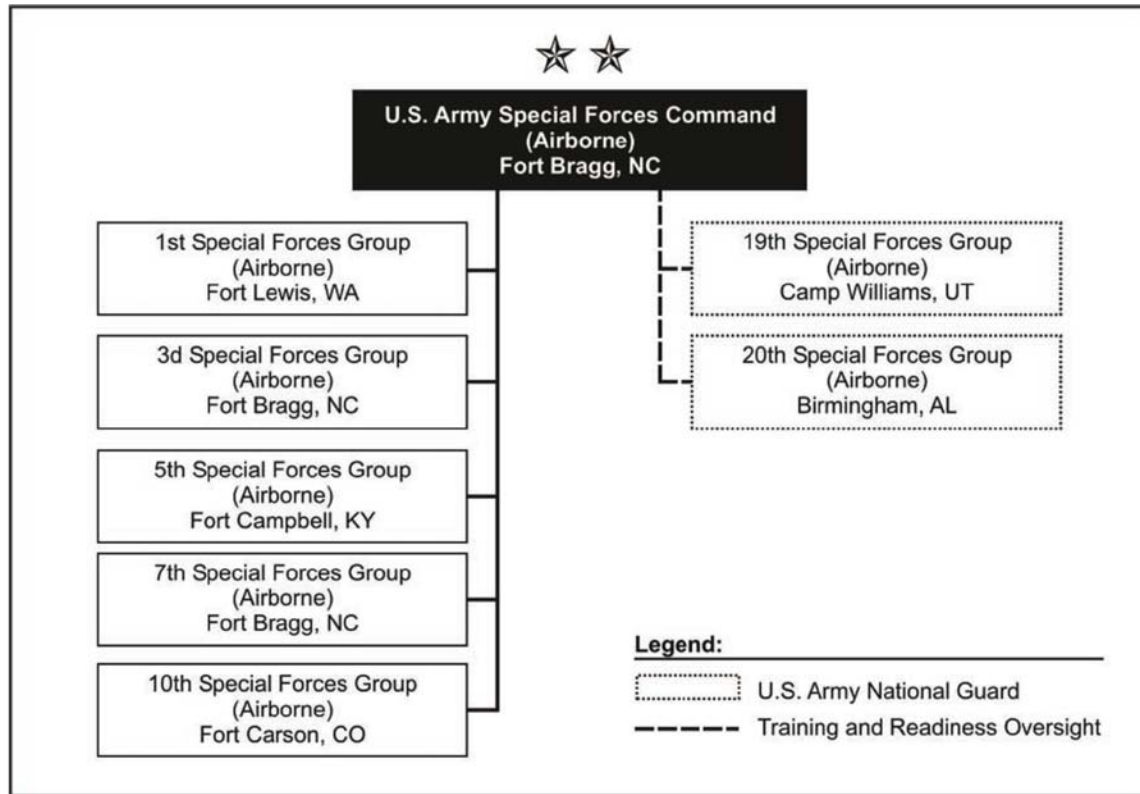 U.S. Army Special Forces Command
(Airborne)
Fort Bragg, NC
1st Special Forces Group
(Airborne)
Fort Lewis, WA
3d Special Forces Group
(Airborne)
Fort Bragg, NC
5th Special Forces Group
(Airborne)
Fort Campbell, KY
7th Special Forces Group
(Airborne)
Fort Bragg, NC
10th Special Forces Group
(Airborne)
Fort Carson, CO
19th Special Forces Group
(Airborne)
Camp Williams, UT
20th Special Forces Group
(Airborne)
Birmingham, AL
Legend:
U.S. Army National Guard
Training and Readiness Oversight